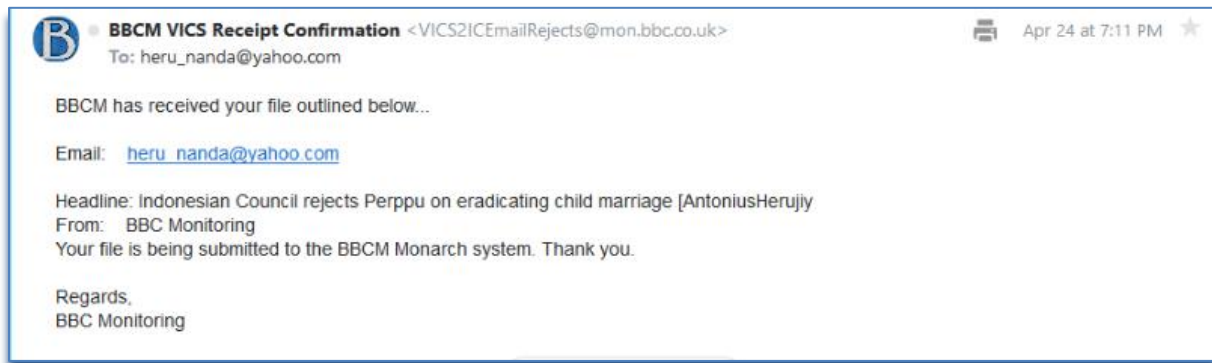 B BBCM VICS Receipt Confirmation <VICS2ICEmailRejects@mon.bbc.co.uk> Apr 24 at 7:11 PM
To: heru_nanda@yahoo.com
BBCM has received your file outlined below...
Email: heru_nanda@yahoo.com
Headline: Indonesian Council rejects Perppu on eradicating child marriage [AntoniusHerujiy
From: BBC Monitoring
Your file is being submitted to the BBCM Monarch system. Thank you.
Regards,
BBC Monitoring